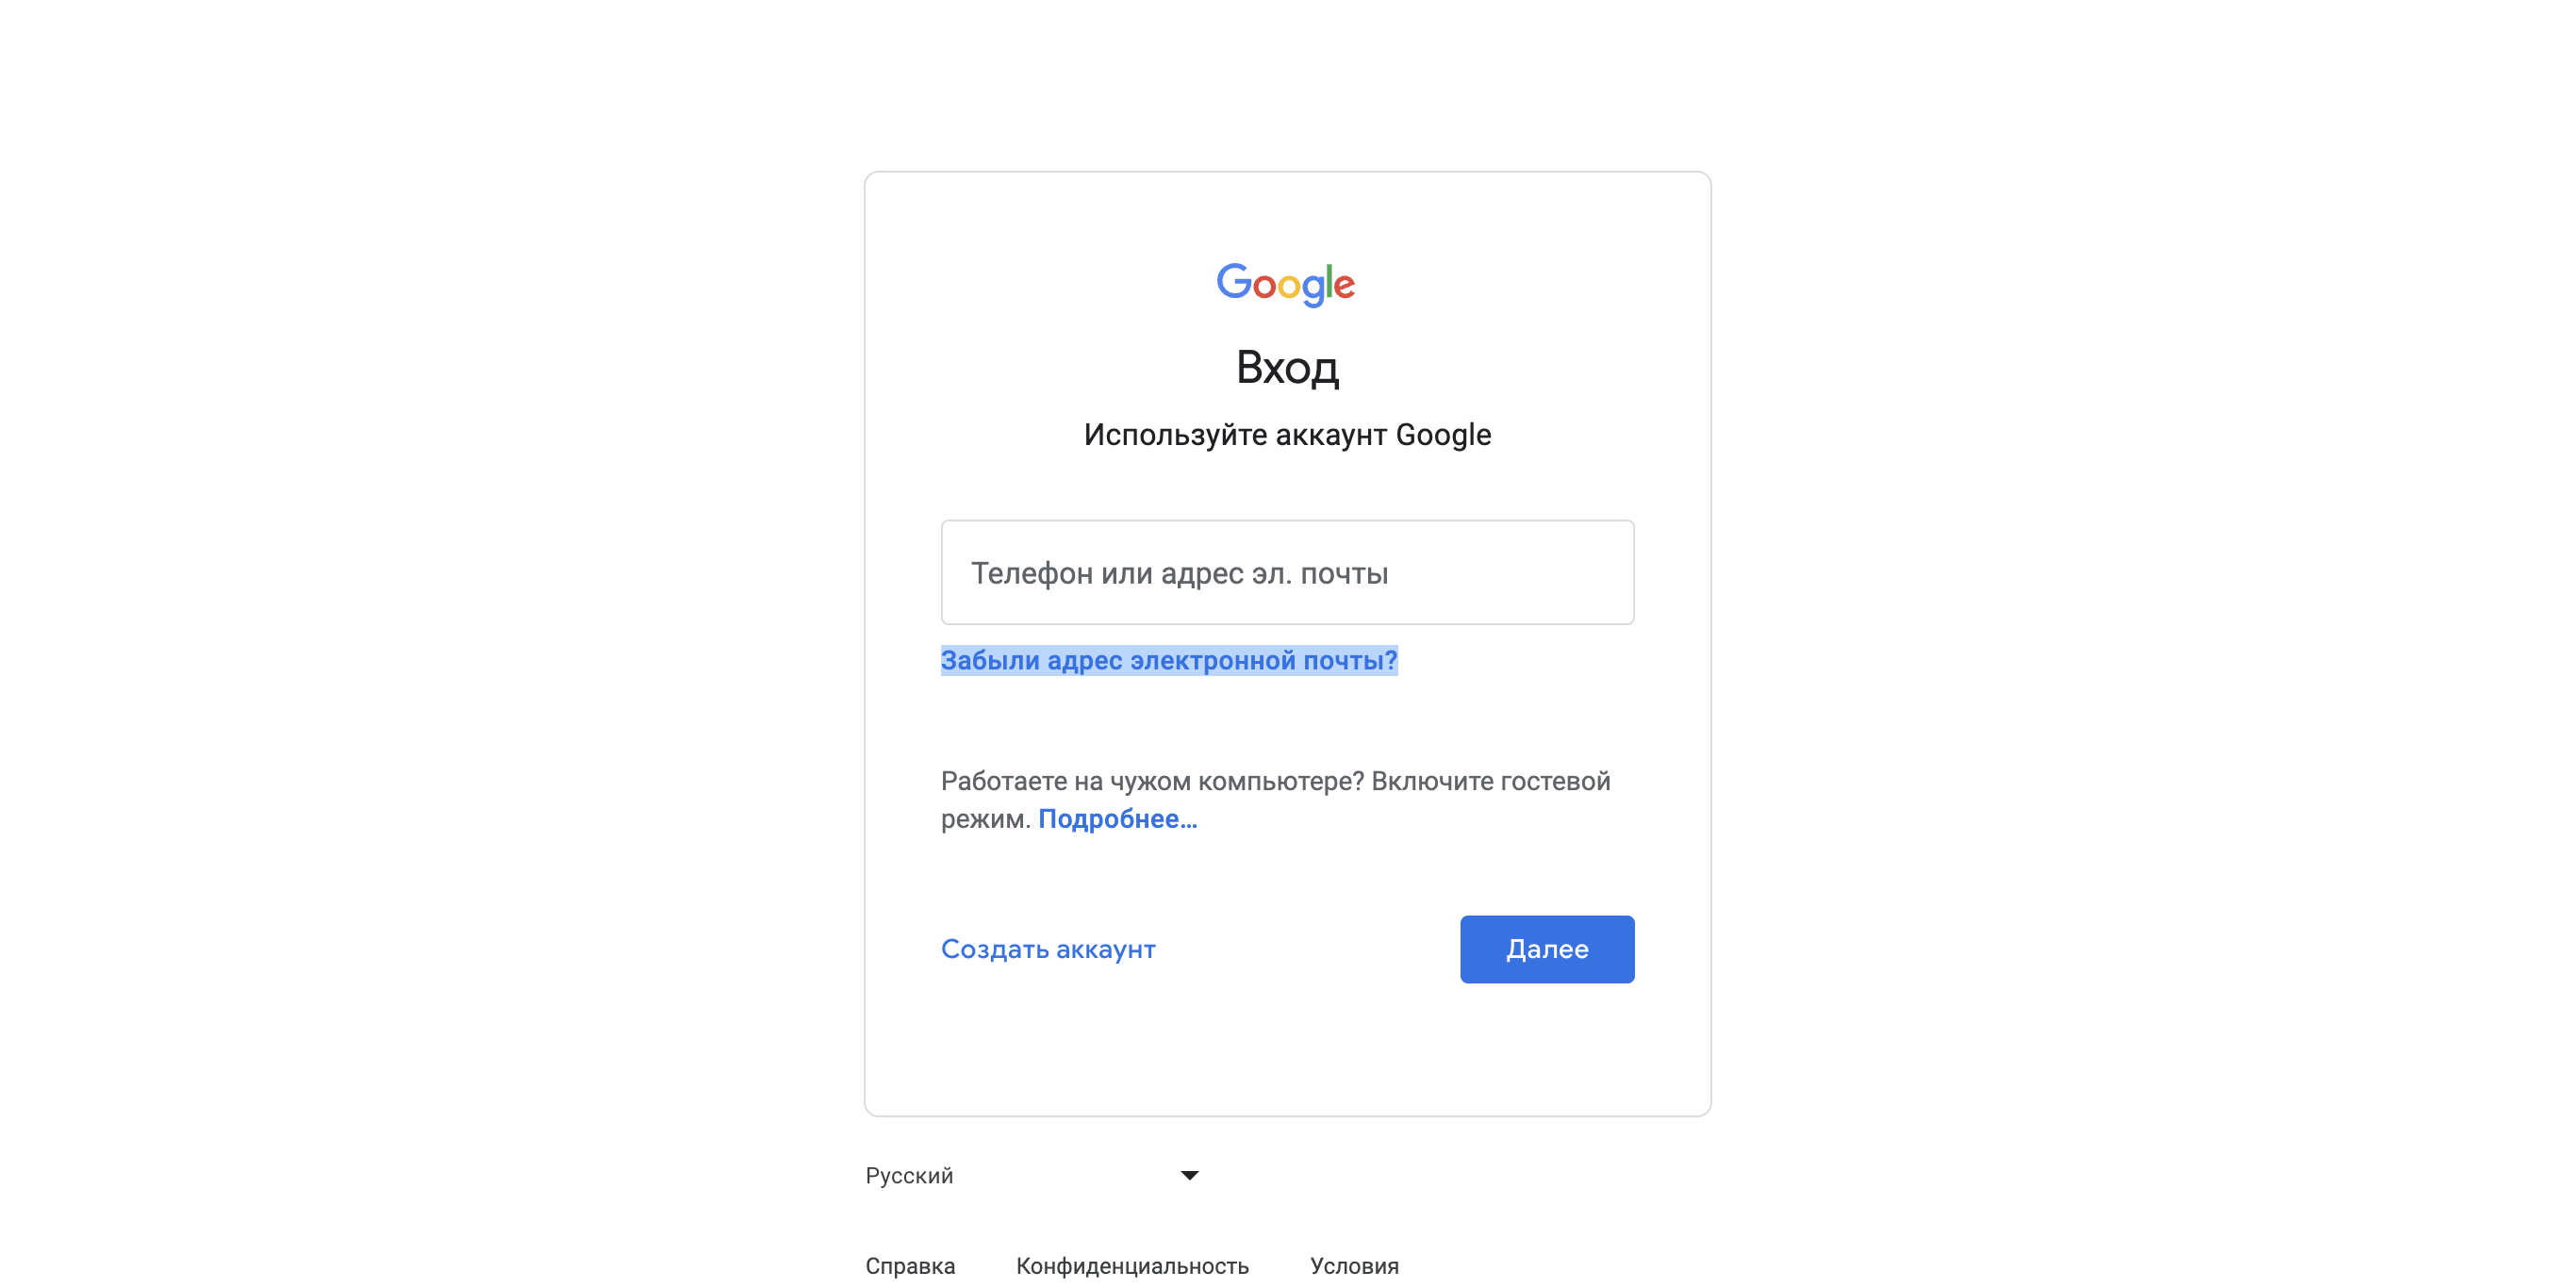 Google
Вход
Используйте аккаунт Google
Телефон или адрес эл. почты
Забыли адрес электронной почты?
Работаете на чужом компьютере? Включите гостевой
режим. Подробнее…
Создать аккаунт
Далее
Русский
Справка
Конфиденциальность
Условия